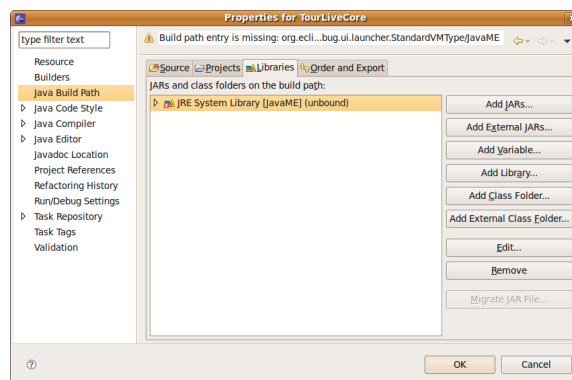 Properties for TourLiveCore
type filter text
Build path entry is missing: org.ecli...bug.ui.launcher.StandardVMType/JavaME
Resource
Builders
Java Build Path
Java Code Style
Java Compiler
Java Editor
Javadoc Location
Project References
Refactoring History
Run/Debug Settings
Task Repository
Task Tags
Validation
Source Projects Libraries Order and Export
JARs and class folders on the build path:
JRE System Library [JavaME] (unbound)
Add JARs...
Add External JARs...
Add Variable...
Add Library...
Add Class Folder...
Add External Class Folder...
Edit...
Remove
Migrate JAR File...
OK Cancel